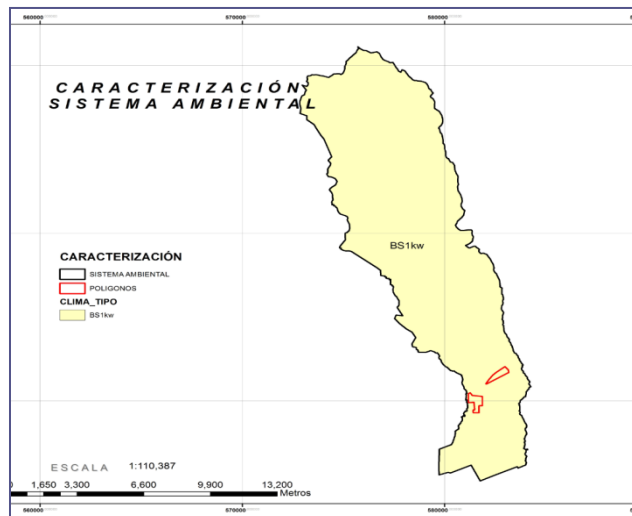 560000 570000 580000
CARACTERIZACIÓN
SISTEMA AMBIENTAL
BS1kw
CARACTERIZACIÓN
SISTEMA AMBIENTAL
POLIGONOS
CLIMA_TIPO
BS1kw
ESCALA 1:110,387
0 1,650 3,300 6,600 9,900 13,200
Metros
560000 570000 580000